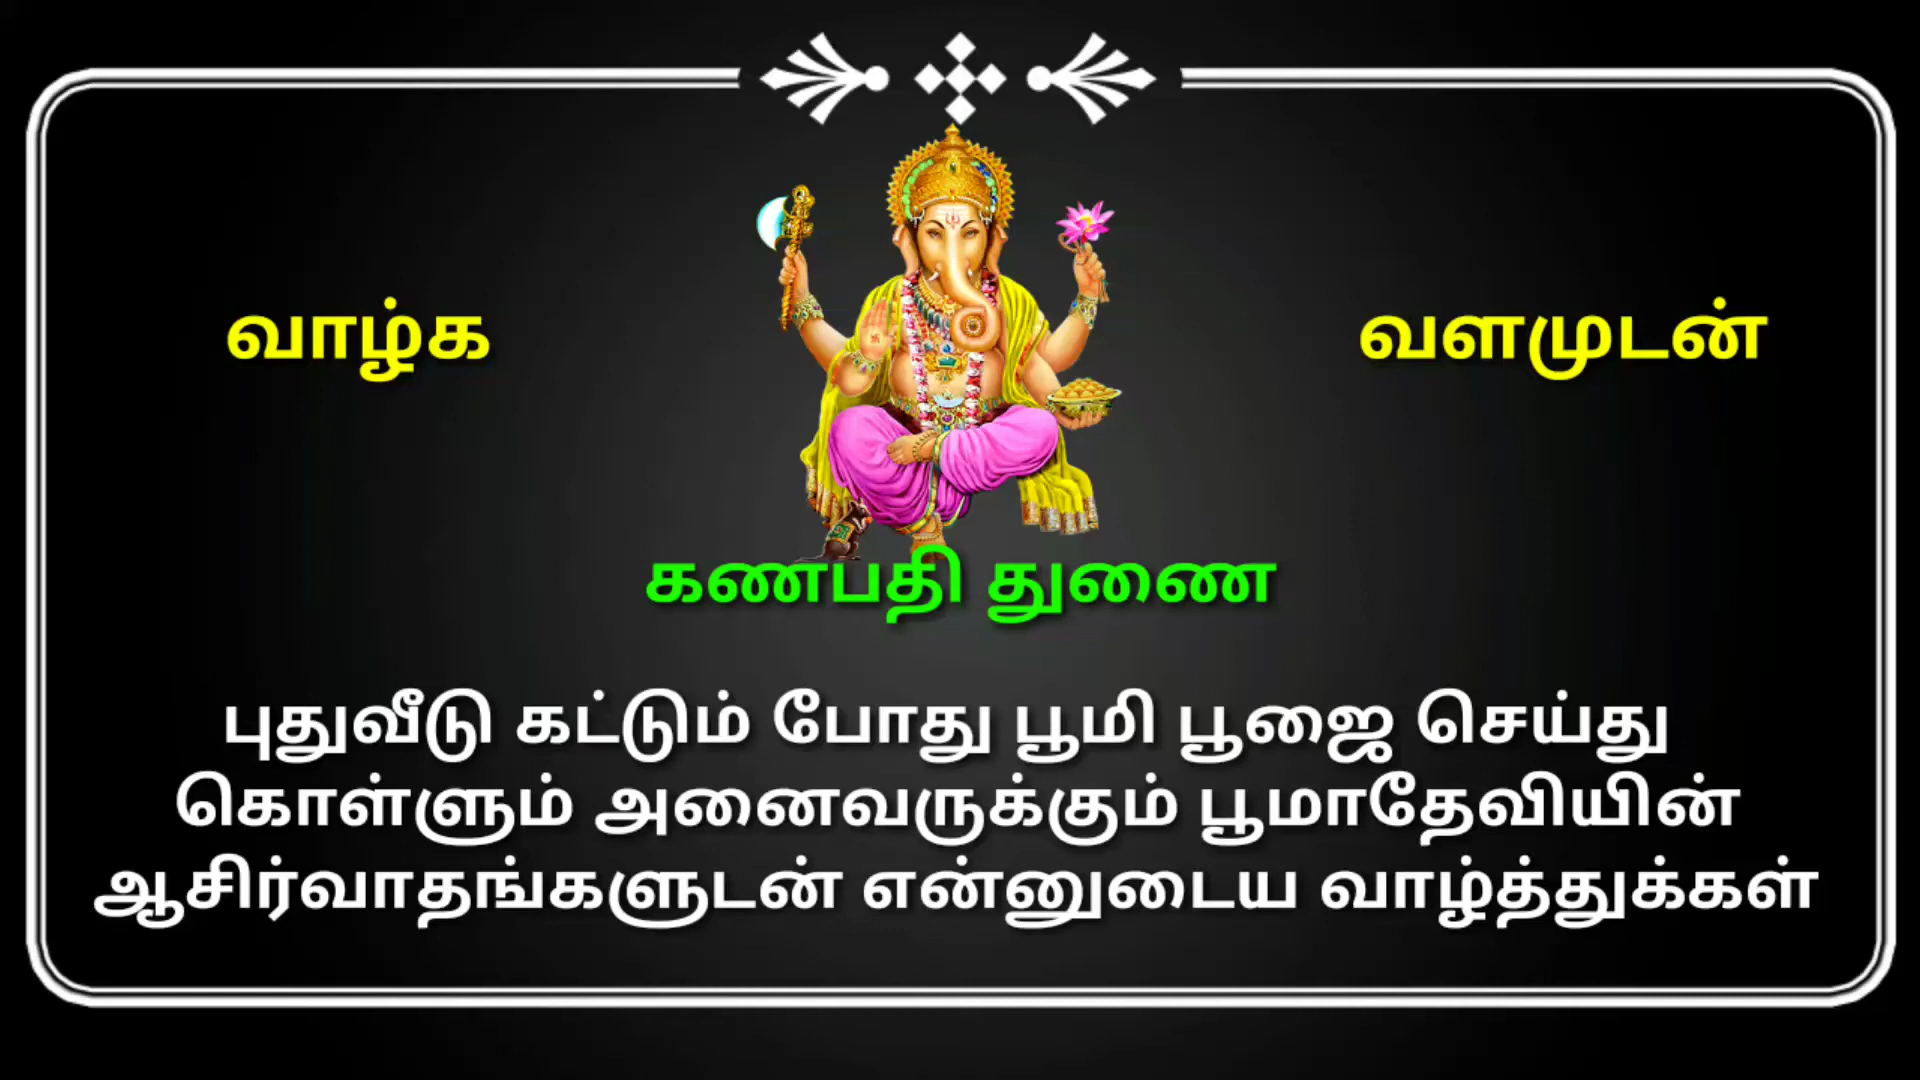 வாழ்க வளமுடன்
கணபதி துணை
புதுவீடு கட்டும் போது பூமி பூஜை செய்து
கொள்ளும் அனைவருக்கும் பூமாதேவியின்
ஆசிர்வாதங்களுடன் என்னுடைய வாழ்த்துக்கள்